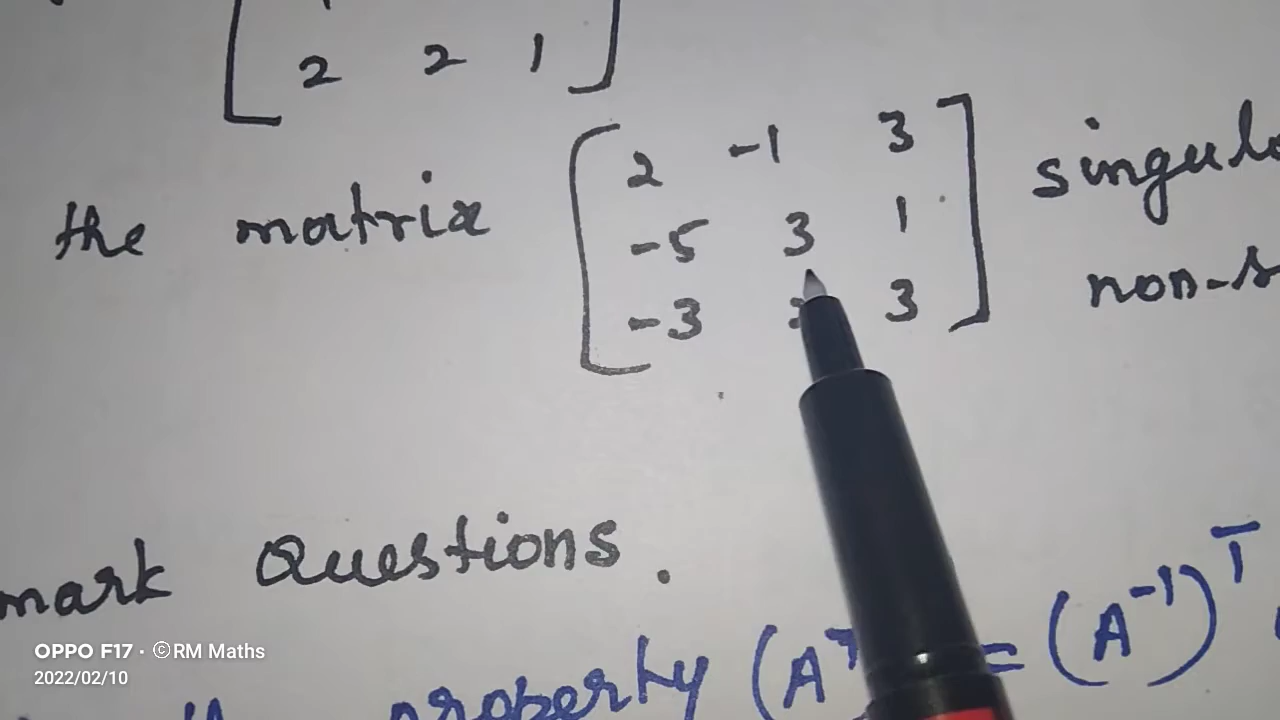 2 2 1
the matrix [ 2 -1 3
-5 3 1
-3 3 ] singul
non-s
mark Questions.
property (A = (A⁻¹)ᵀ
OPPO F17 · ©RM Maths
2022/02/10